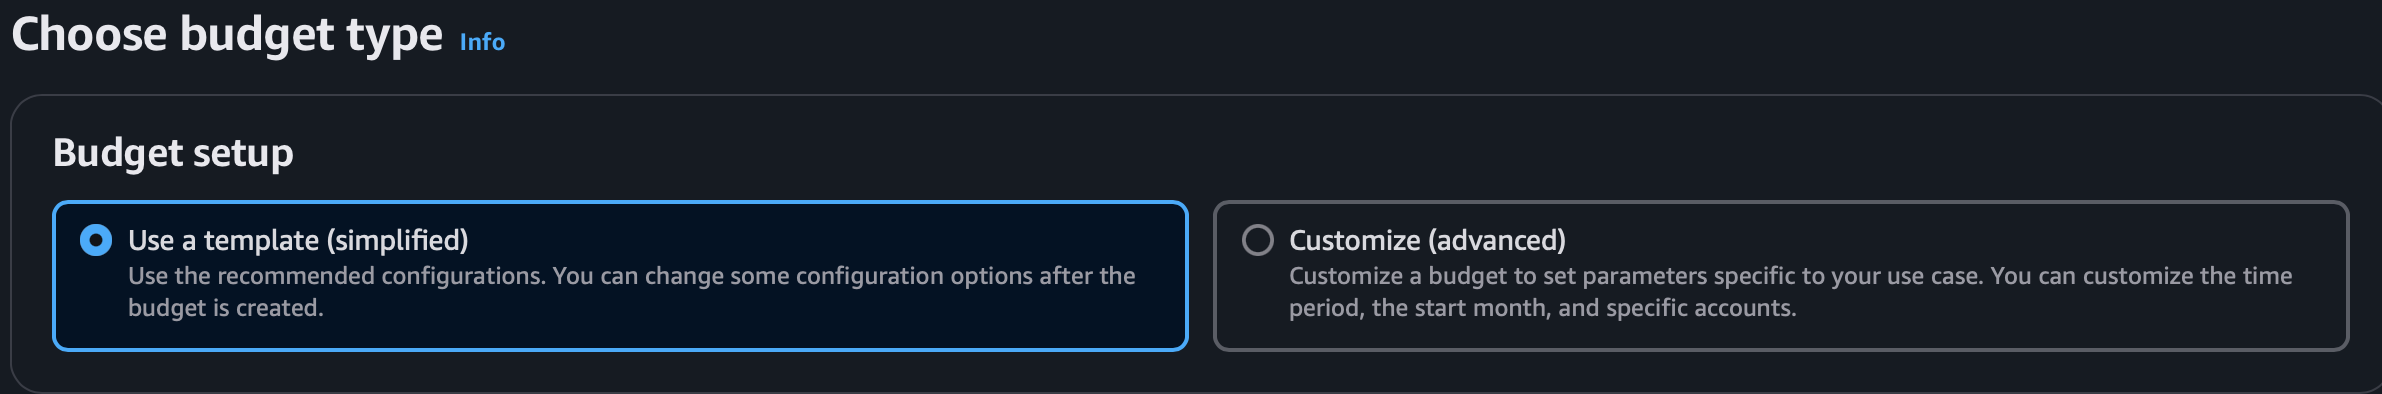 Choose budget type Info
Budget setup
Use a template (simplified)
Use the recommended configurations. You can change some configuration options after the
budget is created.
Customize (advanced)
Customize a budget to set parameters specific to your use case. You can customize the time
period, the start month, and specific accounts.